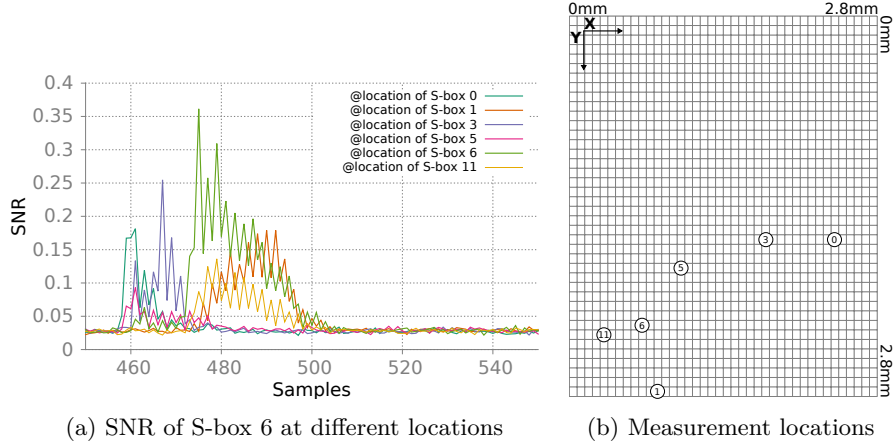 0.4
0.35
0.3
0.25
0.2
0.15
0.1
0.05
0
SNR
460
480
500
520
540
Samples
@location of S-box 0
@location of S-box 1
@location of S-box 3
@location of S-box 5
@location of S-box 6
@location of S-box 11
(a) SNR of S-box 6 at different locations
0mm
2.8mm
X
Y
0mm
3
0
5
6
11
1
2.8mm
(b) Measurement locations